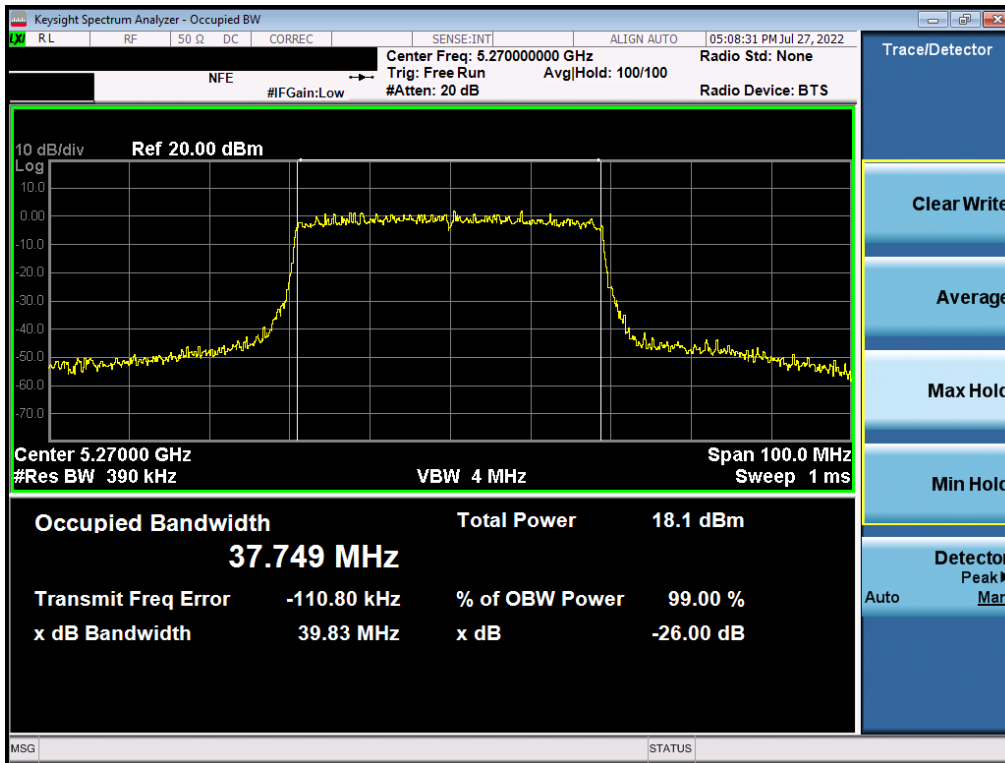 Keysight Spectrum Analyzer - Occupied BW
LXI RL RF 50 Ω DC CORREC SENSE:INT ALIGN AUTO 05:08:31 PM Jul 27, 2022
Center Freq: 5.270000000 GHz Radio Std: None
NFE Trig: Free Run Avg|Hold: 100/100
#IFGain:Low #Atten: 20 dB Radio Device: BTS
Trace/Detector
10 dB/div Ref 20.00 dBm
Log
10.0
0.00
-10.0
-20.0
-30.0
-40.0
-50.0
-60.0
-70.0
Center 5.27000 GHz Span 100.0 MHz
#Res BW 390 kHz VBW 4 MHz Sweep 1 ms
Occupied Bandwidth Total Power 18.1 dBm
37.749 MHz
Transmit Freq Error -110.80 kHz % of OBW Power 99.00 %
x dB Bandwidth 39.83 MHz x dB -26.00 dB
Clear Write
Average
Max Hold
Min Hold
Detector
Peak
Auto Man
MSG STATUS